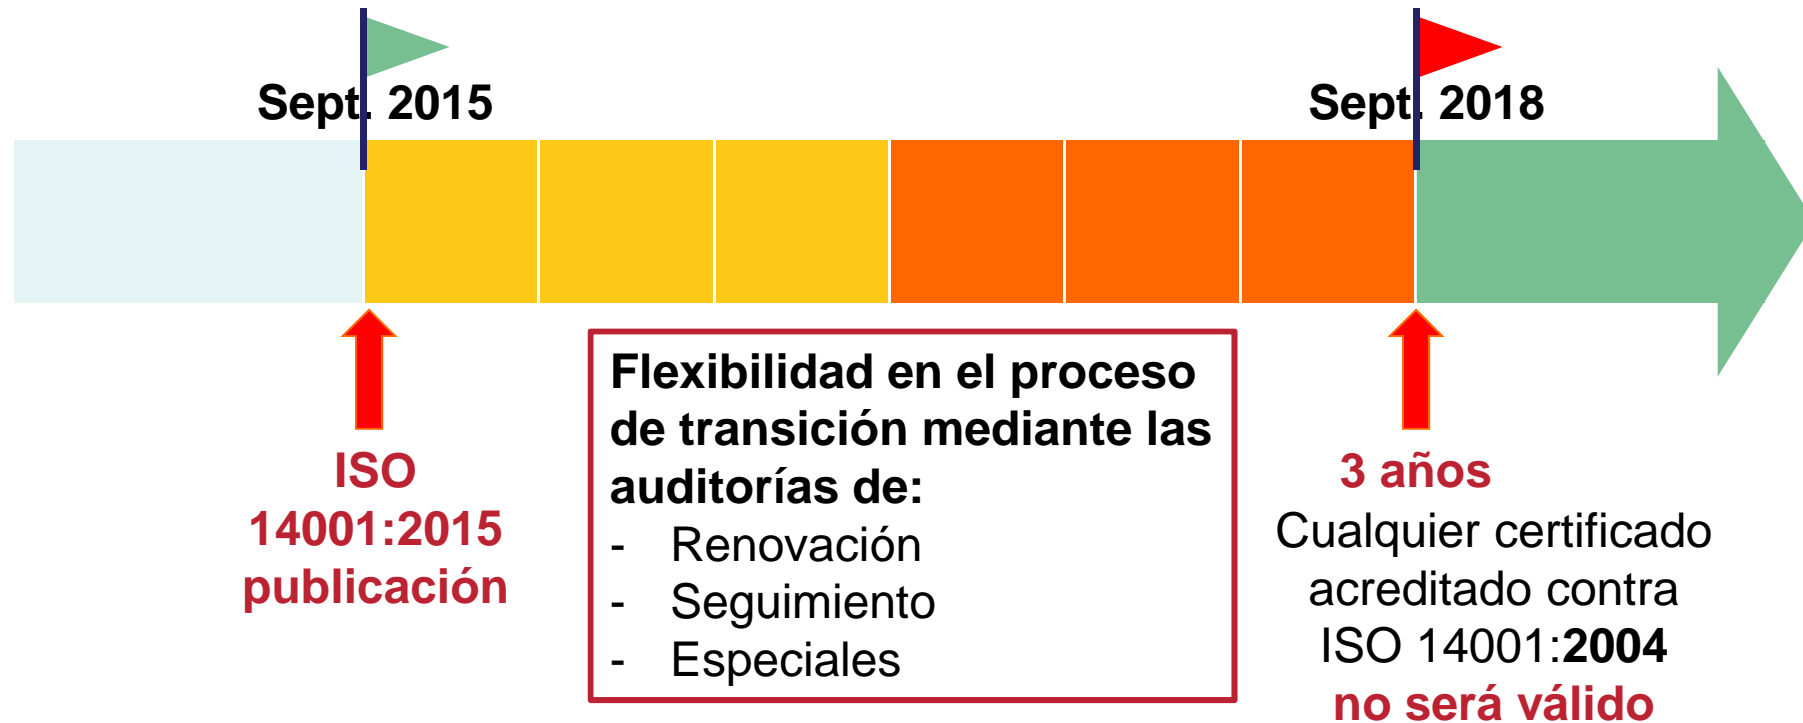 Sept. 2015
Sept. 2018
ISO
14001:2015
publicación
Flexibilidad en el proceso
de transición mediante las
auditorías de:
- Renovación
- Seguimiento
- Especiales
3 años
Cualquier certificado
acreditado contra
ISO 14001:2004
no será válido